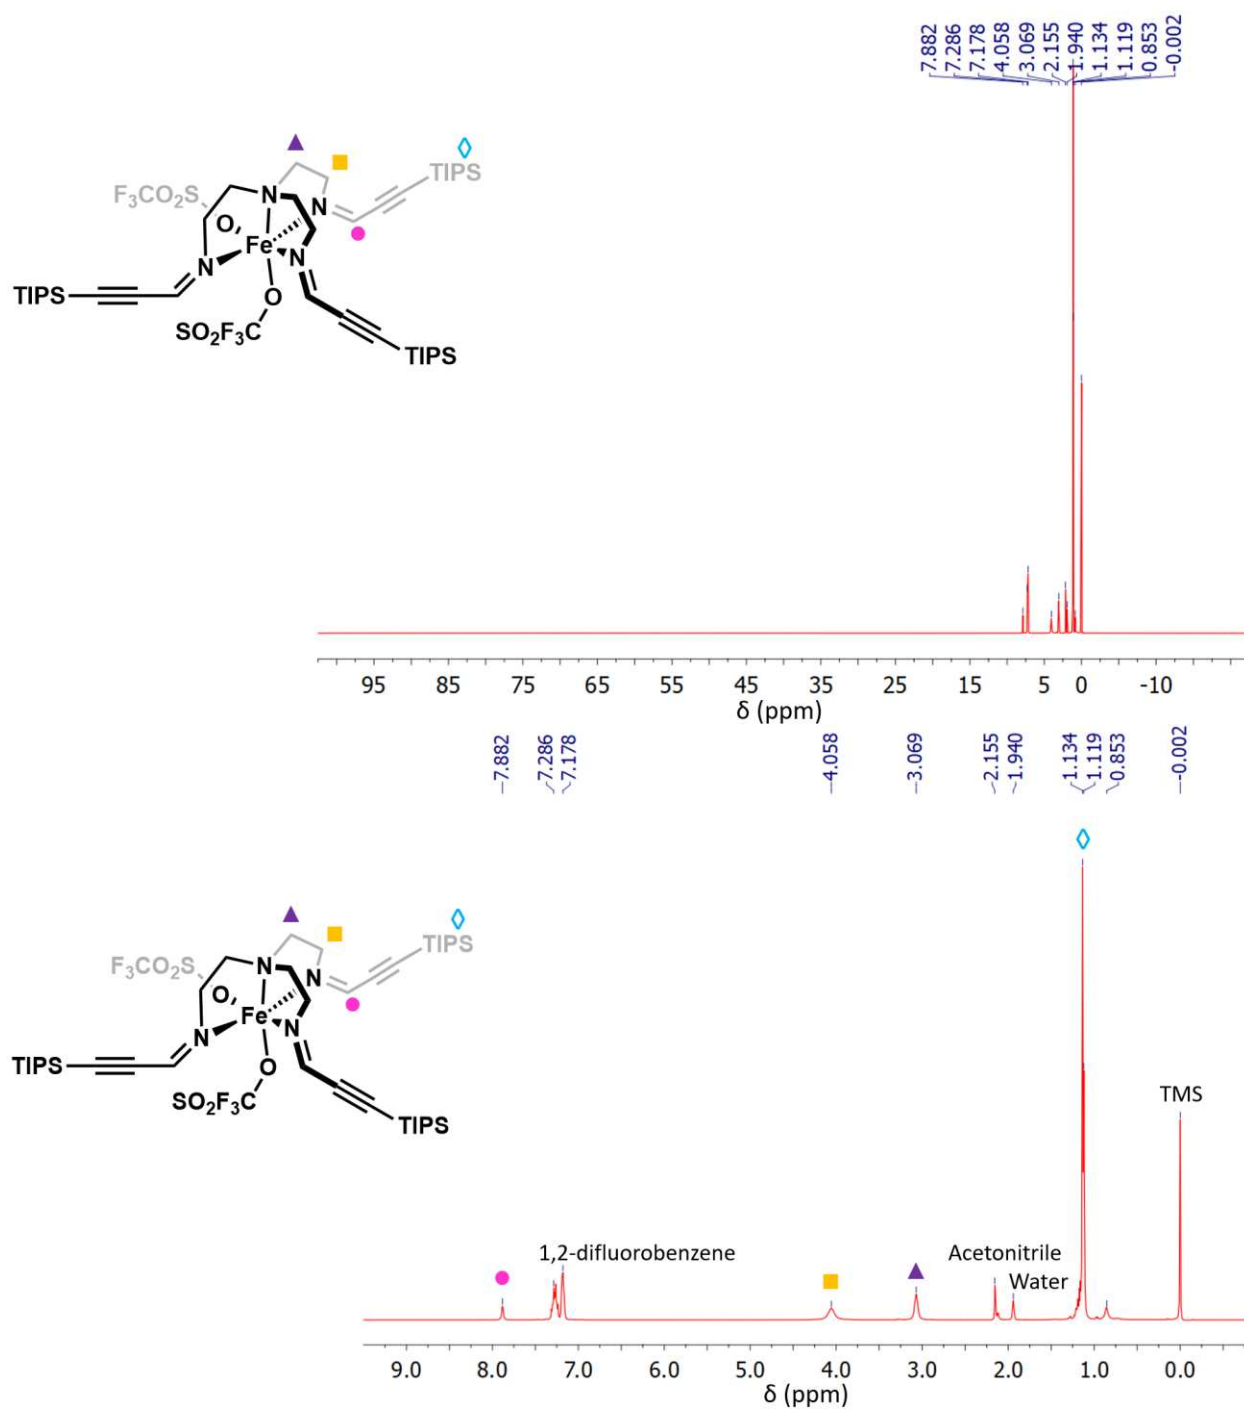 7.882
7.286
7.178
4.058
3.069
2.155
1.940
1.134
1.119
0.853
-0.002
TIPS
F₃CO₂S
N
O
N
Fe
N
N
TIPS
O
SO₂F₃C
TIPS
95 85 75 65 55 45 35 25 15 5 0 -10
δ (ppm)
7.882
7.286
7.178
4.058
3.069
2.155
1.940
1.134
1.119
0.853
-0.002
TIPS
F₃CO₂S
N
N
O
Fe
N
N
TIPS
O
SO₂F₃C
TIPS
TMS
1,2-difluorobenzene
Acetonitrile
Water
9.0 8.0 7.0 6.0 5.0 4.0 3.0 2.0 1.0 0.0
δ (ppm)